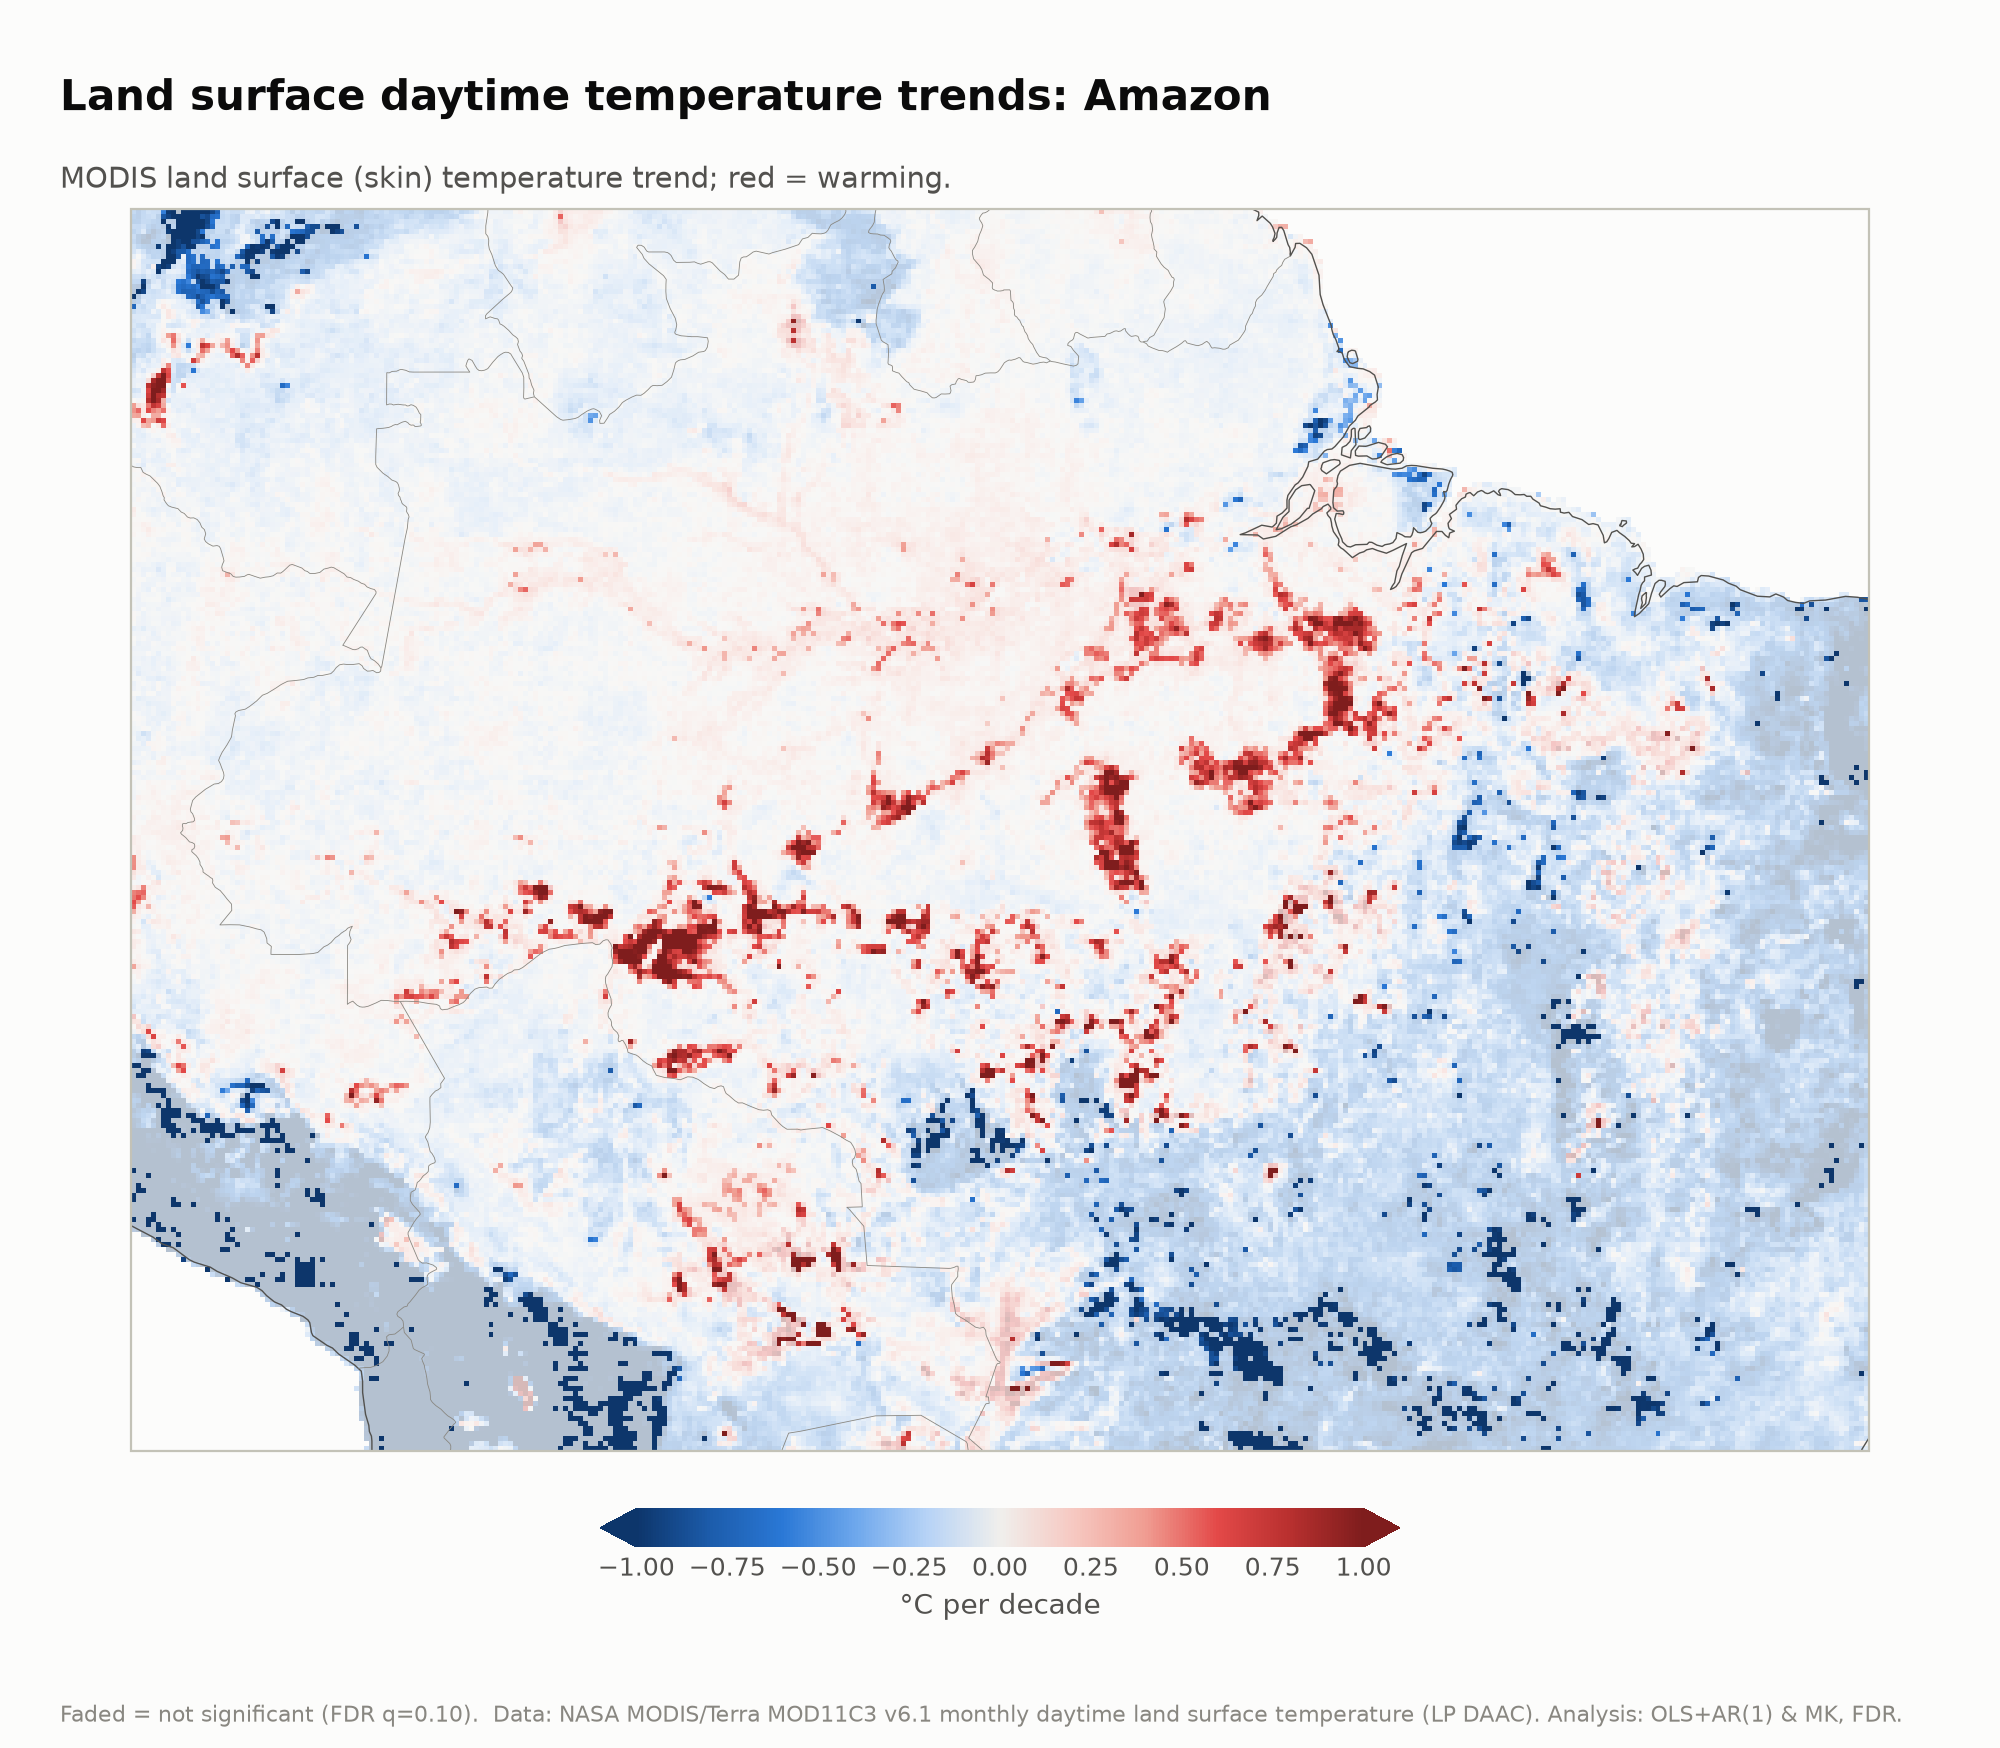 Land surface daytime temperature trends: Amazon
MODIS land surface (skin) temperature trend; red = warming.
−1.00 −0.75 −0.50 −0.25 0.00 0.25 0.50 0.75 1.00
°C per decade
Faded = not significant (FDR q=0.10).  Data: NASA MODIS/Terra MOD11C3 v6.1 monthly daytime land surface temperature (LP DAAC). Analysis: OLS+AR(1) & MK, FDR.